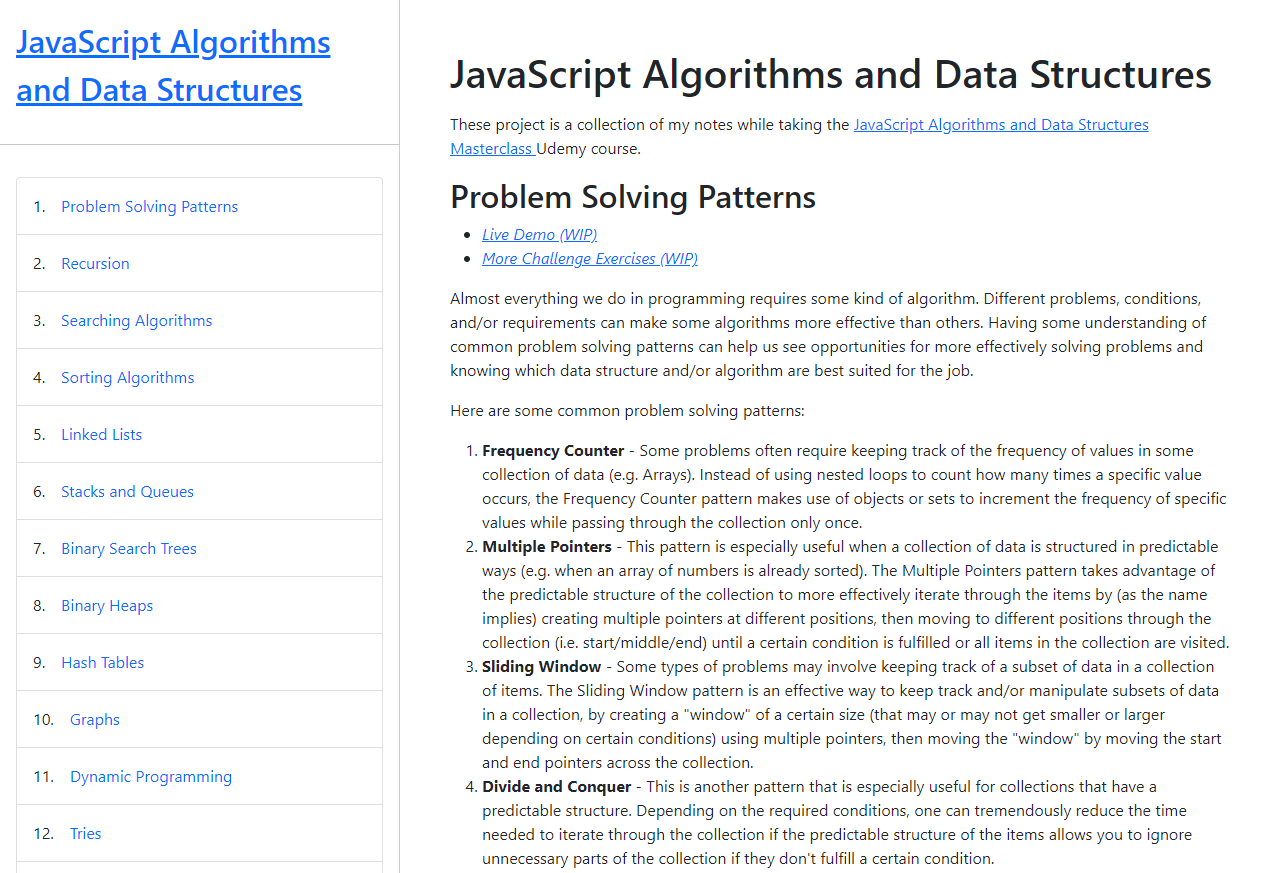 JavaScript Algorithms
and Data Structures
1. Problem Solving Patterns
2. Recursion
3. Searching Algorithms
4. Sorting Algorithms
5. Linked Lists
6. Stacks and Queues
7. Binary Search Trees
8. Binary Heaps
9. Hash Tables
10. Graphs
11. Dynamic Programming
12. Tries
JavaScript Algorithms and Data Structures
These project is a collection of my notes while taking the JavaScript Algorithms and Data Structures
Masterclass Udemy course.
Problem Solving Patterns
• Live Demo (WIP)
• More Challenge Exercises (WIP)
Almost everything we do in programming requires some kind of algorithm. Different problems, conditions,
and/or requirements can make some algorithms more effective than others. Having some understanding of
common problem solving patterns can help us see opportunities for more effectively solving problems and
knowing which data structure and/or algorithm are best suited for the job.
Here are some common problem solving patterns:
1. Frequency Counter - Some problems often require keeping track of the frequency of values in some
collection of data (e.g. Arrays). Instead of using nested loops to count how many times a specific value
occurs, the Frequency Counter pattern makes use of objects or sets to increment the frequency of specific
values while passing through the collection only once.
2. Multiple Pointers - This pattern is especially useful when a collection of data is structured in predictable
ways (e.g. when an array of numbers is already sorted). The Multiple Pointers pattern takes advantage of
the predictable structure of the collection to more effectively iterate through the items by (as the name
implies) creating multiple pointers at different positions, then moving to different positions through the
collection (i.e. start/middle/end) until a certain condition is fulfilled or all items in the collection are visited.
3. Sliding Window - Some types of problems may involve keeping track of a subset of data in a collection
of items. The Sliding Window pattern is an effective way to keep track and/or manipulate subsets of data
in a collection, by creating a "window" of a certain size (that may or may not get smaller or larger
depending on certain conditions) using multiple pointers, then moving the "window" by moving the start
and end pointers across the collection.
4. Divide and Conquer - This is another pattern that is especially useful for collections that have a
predictable structure. Depending on the required conditions, one can tremendously reduce the time
needed to iterate through the collection if the predictable structure of the items allows you to ignore
unnecessary parts of the collection if they don't fulfill a certain condition.